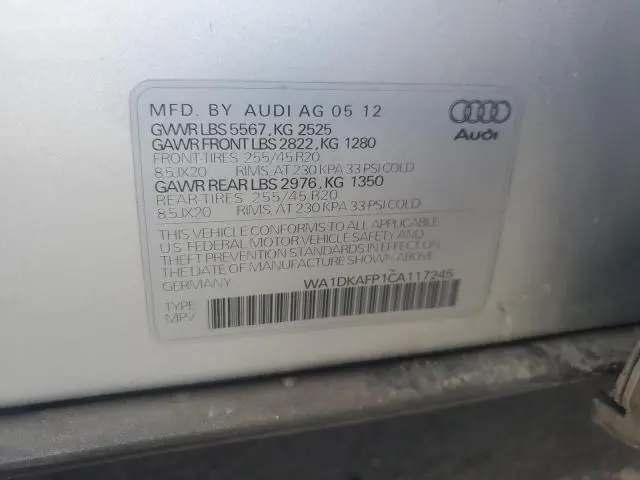 MFD. BY AUDI AG 05 12
GVWR LBS 5567, KG 2525
GAWR FRONT LBS 2822, KG 1280
FRONT-TIRES 255/45 R20
8.5JX20 RIMS, AT 230 KPA 33 PSI COLD
GAWR REAR LBS 2976, KG 1350
REAR-TIRES 255/45 R20
8.5JX20 RIMS, AT 230 KPA 33 PSI COLD
THIS VEHICLE CONFORMS TO ALL APPLICABLE
U.S. FEDERAL MOTOR VEHICLE SAFETY AND
THEFT PREVENTION STANDARDS IN EFFECT ON
THE DATE OF MANUFACTURE SHOWN ABOVE
GERMANY WA1DKAFP1CA117245
TYPE:
MPV
Audi